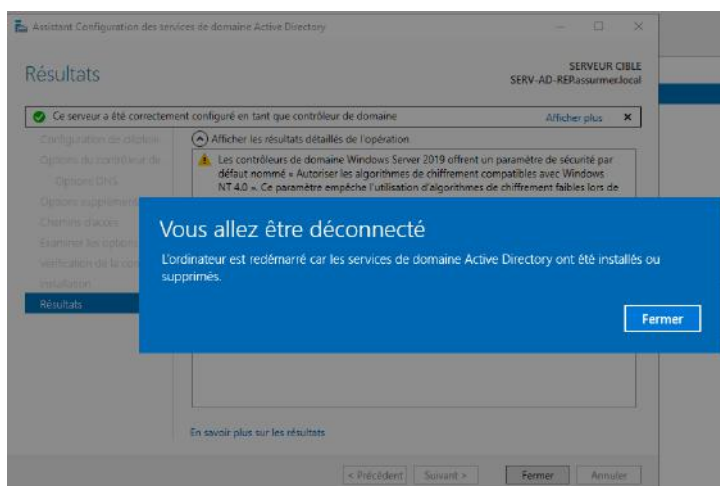 Assistant Configuration des services de domaine Active Directory
Résultats
SERVEUR CIBLE
SERV-AD-REP.assurmer.local
Ce serveur a été correctement configuré en tant que contrôleur de domaine
Afficher plus
Configuration de
Afficher les résultats détaillés de l'opération
Options du contrôleur de
Les contrôleurs de domaine Windows Server 2019 offrent un paramètre de sécurité par
défaut nommé « Autoriser les algorithmes de chiffrement compatibles avec Windows
Options DNS
NT 4.0 ». Ce paramètre empêche l'utilisation d'algorithmes de chiffrement faibles lors de
Options
Chemins d'accès
Examiner les options
Vérification de la
Installation
Résultats
Vous allez être déconnecté
L'ordinateur est redémarré car les services de domaine Active Directory ont été installés ou
supprimés.
Fermer
En savoir plus sur les résultats
< Précédent
Suivant >
Fermer
Annuler